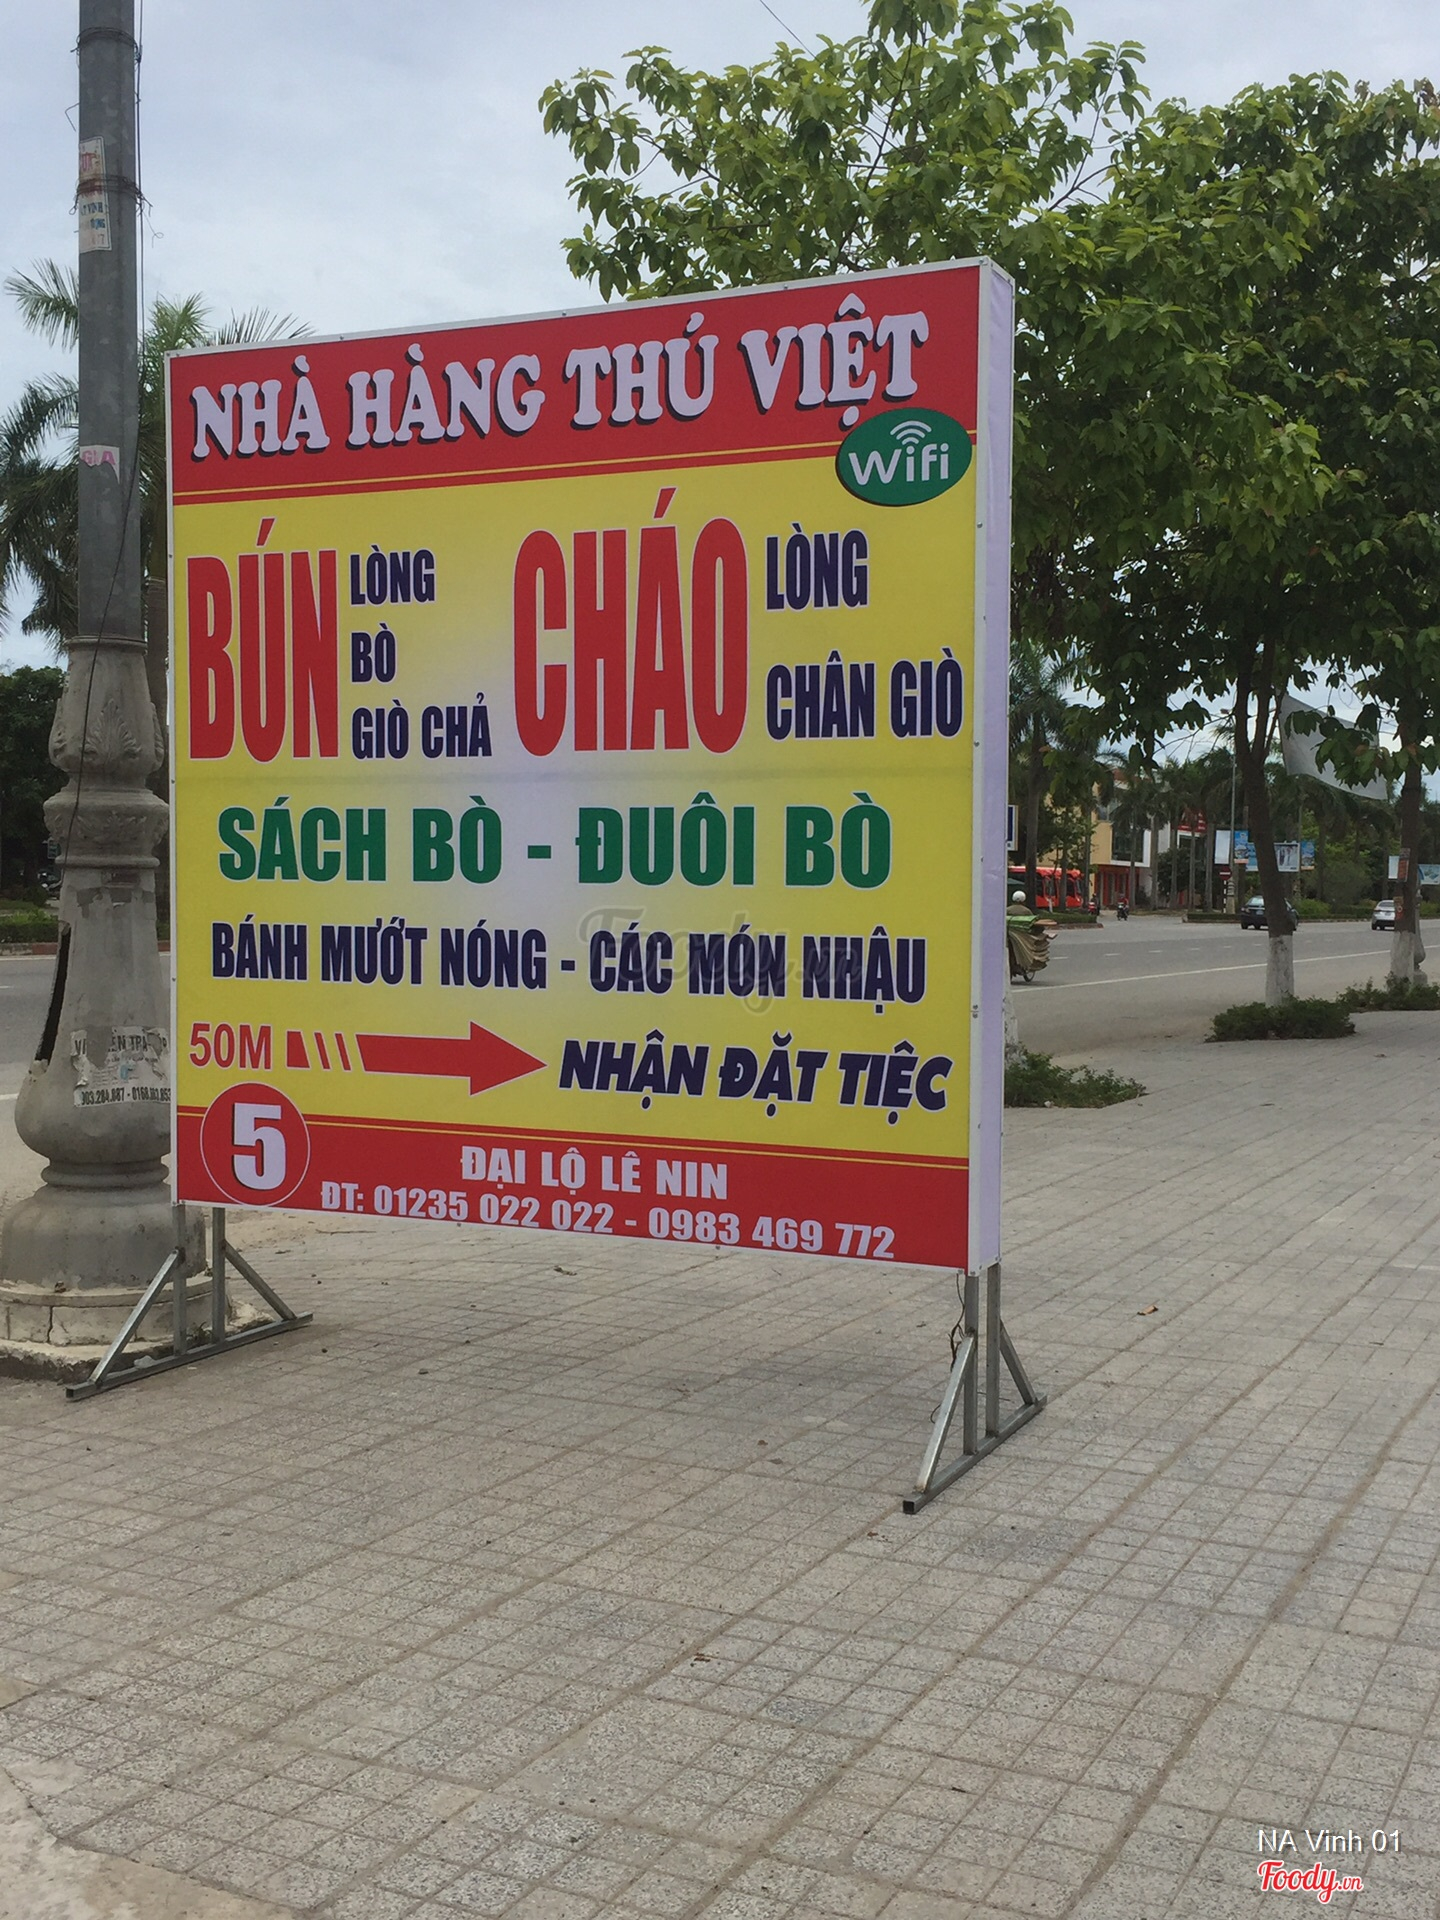 NHÀ HÀNG THÚ VIỆT
Wifi
BÚN
LÒNG
BÒ
GIÒ CHẢ
CHÁO
LÒNG
CHÂN GIÒ
SÁCH BÒ - ĐUÔI BÒ
BÁNH MƯỚT NÓNG - CÁC MÓN NHẬU
50M
NHẬN ĐẶT TIỆC
5
ĐẠI LỘ LÊ NIN
ĐT: 01235 022 022 - 0983 469 772
Foody.vn
NA Vinh 01
Foody.vn